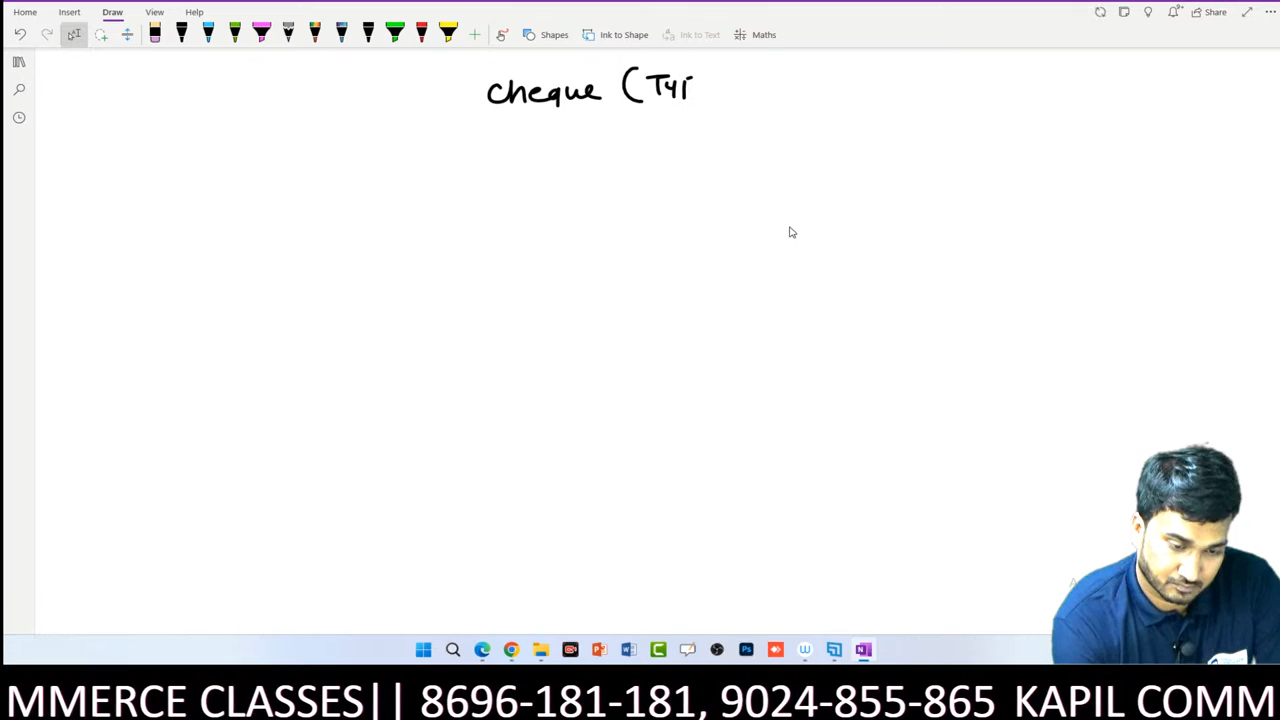 Home Insert Draw View Help
Share
Shapes Ink to Shape Ink to Text Maths
cheque (Typ
MMERCE CLASSES|| 8696-181-181, 9024-855-865 KAPIL COMM